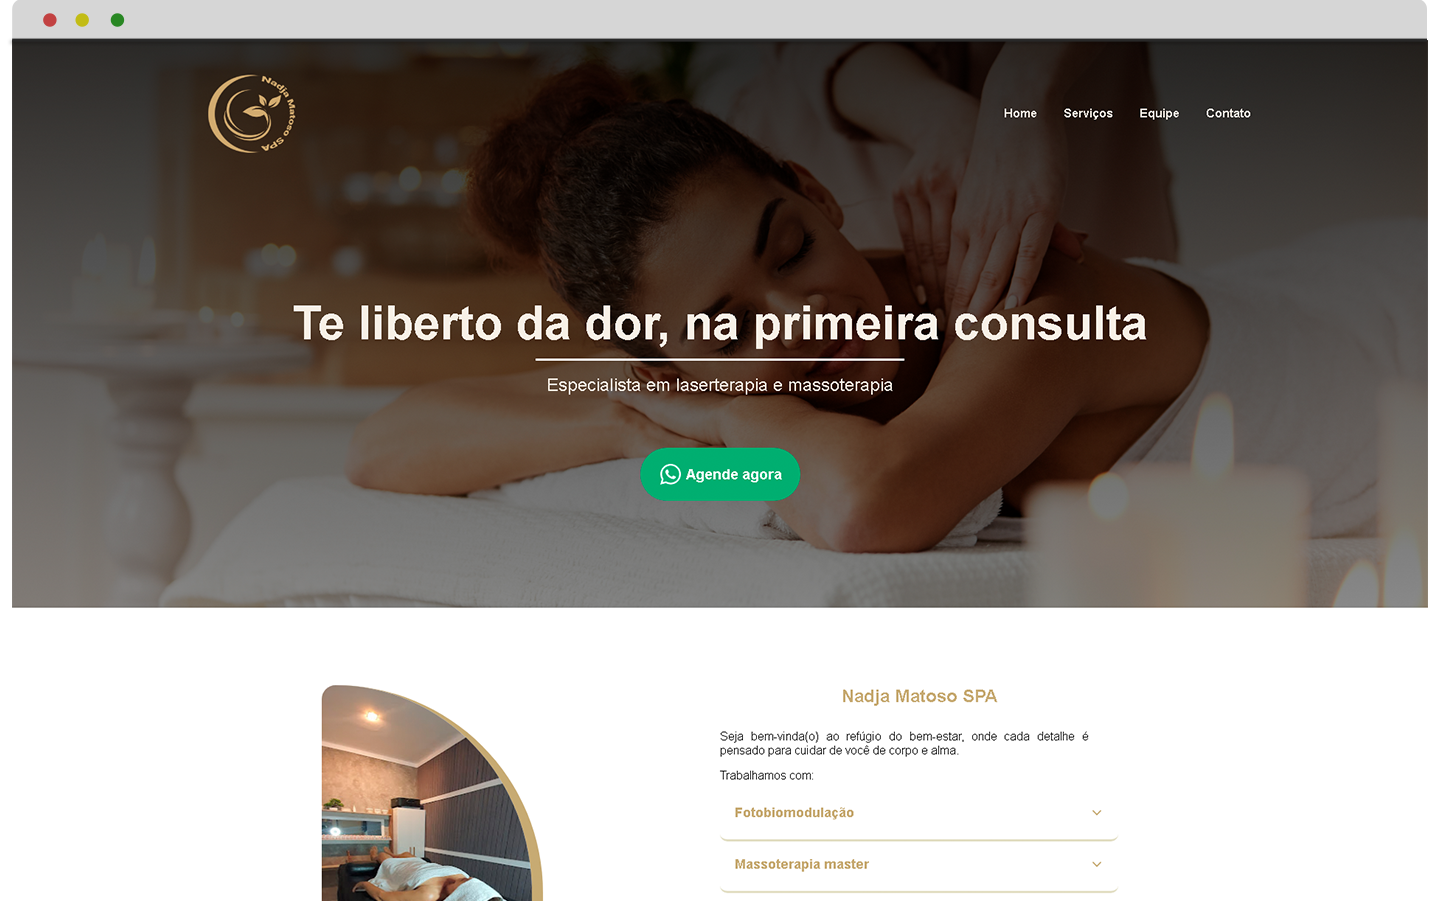 Nadja Matoso SPA
Home
Serviços
Equipe
Contato
Te liberto da dor, na primeira consulta
Especialista em laserterapia e massoterapia
Agende agora
Nadja Matoso SPA
Seja bem-vinda(o) ao refúgio do bem-estar, onde cada detalhe é
pensado para cuidar de você de corpo e alma.
Trabalhamos com:
Fotobiomodulação
Massoterapia master